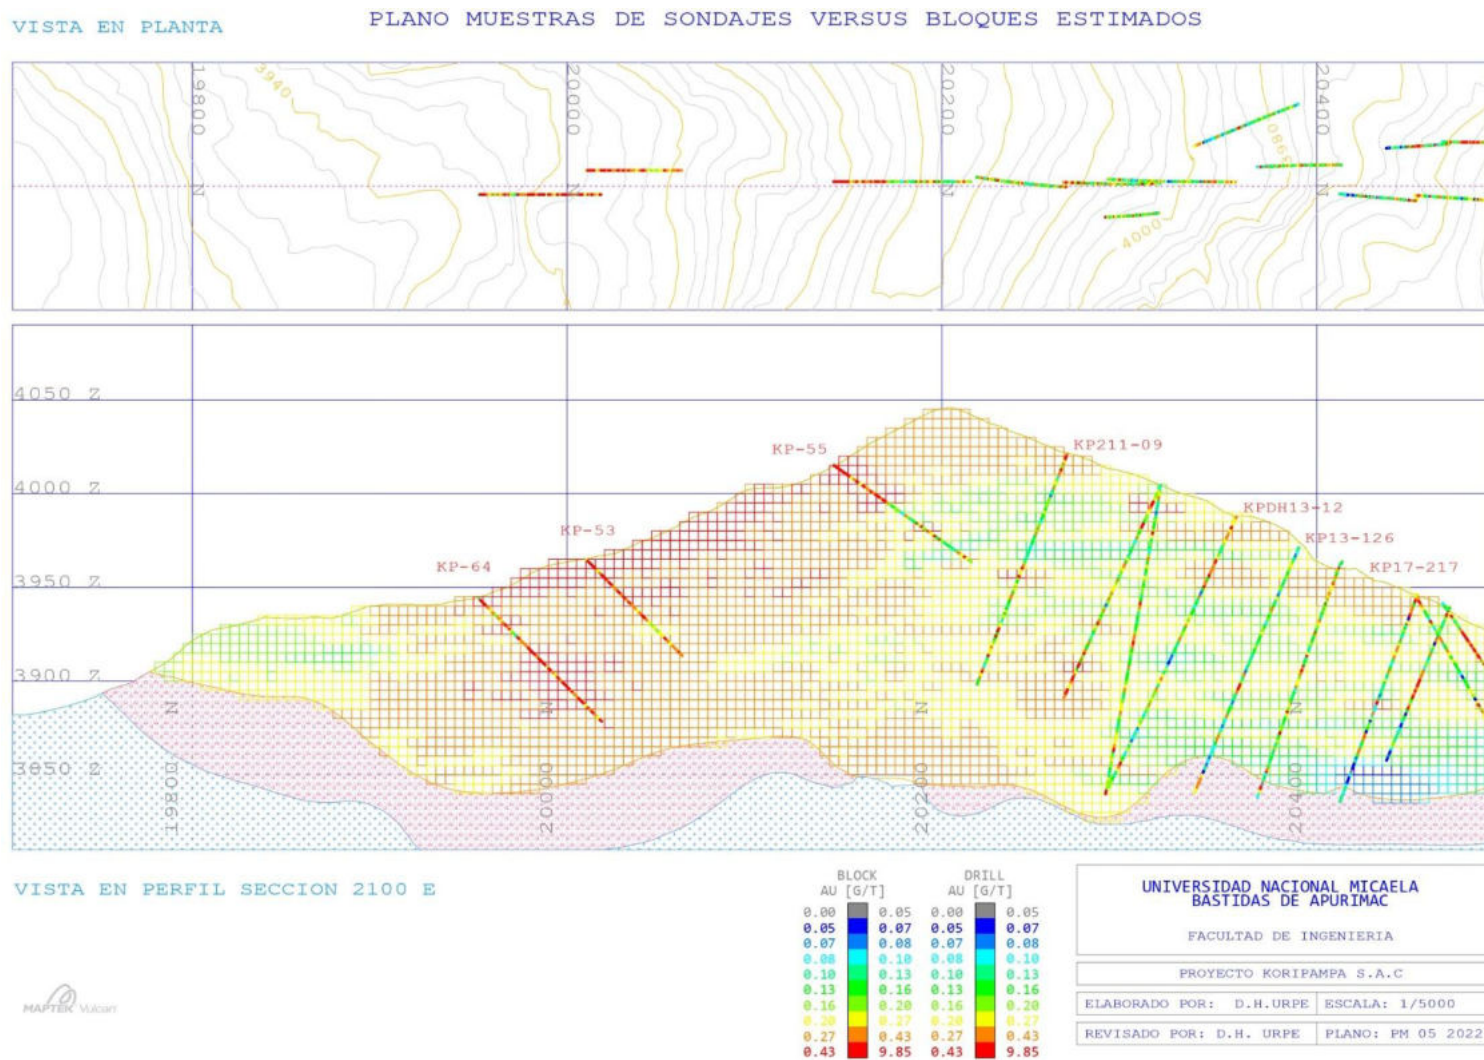 PLANO MUESTRAS DE SONDAJES VERSUS BLOQUES ESTIMADOS
VISTA EN PLANTA
19800 N
3940
20000 N
20200 N
4000
3980
20400 N
4050 Z
4000 Z
3950 Z
3900 Z
3850 Z
KP-55
KP211-09
KP-53
KPDH13-12
KP13-126
KP-64
KP17-217
19800 N
20000 N
20200 N
20400 N
VISTA EN PERFIL SECCION 2100 E
BLOCK
AU [G/T]
0.00 0.05
0.05 0.07
0.07 0.08
0.08 0.10
0.10 0.13
0.13 0.16
0.16 0.20
0.20 0.27
0.27 0.43
0.43 9.85
DRILL
AU [G/T]
0.00 0.05
0.05 0.07
0.07 0.08
0.08 0.10
0.10 0.13
0.13 0.16
0.16 0.20
0.20 0.27
0.27 0.43
0.43 9.85
UNIVERSIDAD NACIONAL MICAELA
BASTIDAS DE APURIMAC
FACULTAD DE INGENIERIA
PROYECTO KORIPAMPA S.A.C
ELABORADO POR: D.H.URPE
ESCALA: 1/5000
REVISADO POR: D.H. URPE
PLANO: PM 05 2022
MAPTEK Vulcan